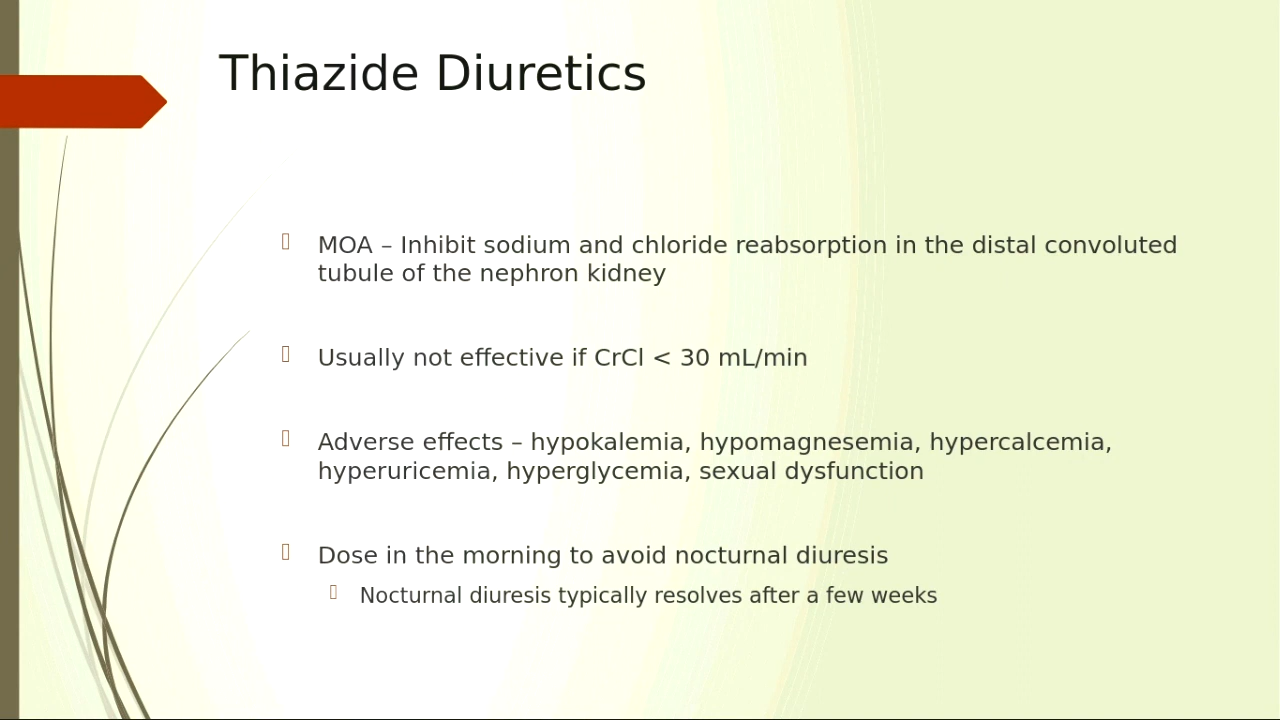 Thiazide Diuretics
MOA – Inhibit sodium and chloride reabsorption in the distal convoluted
tubule of the nephron kidney
Usually not effective if CrCl < 30 mL/min
Adverse effects – hypokalemia, hypomagnesemia, hypercalcemia,
hyperuricemia, hyperglycemia, sexual dysfunction
Dose in the morning to avoid nocturnal diuresis
Nocturnal diuresis typically resolves after a few weeks